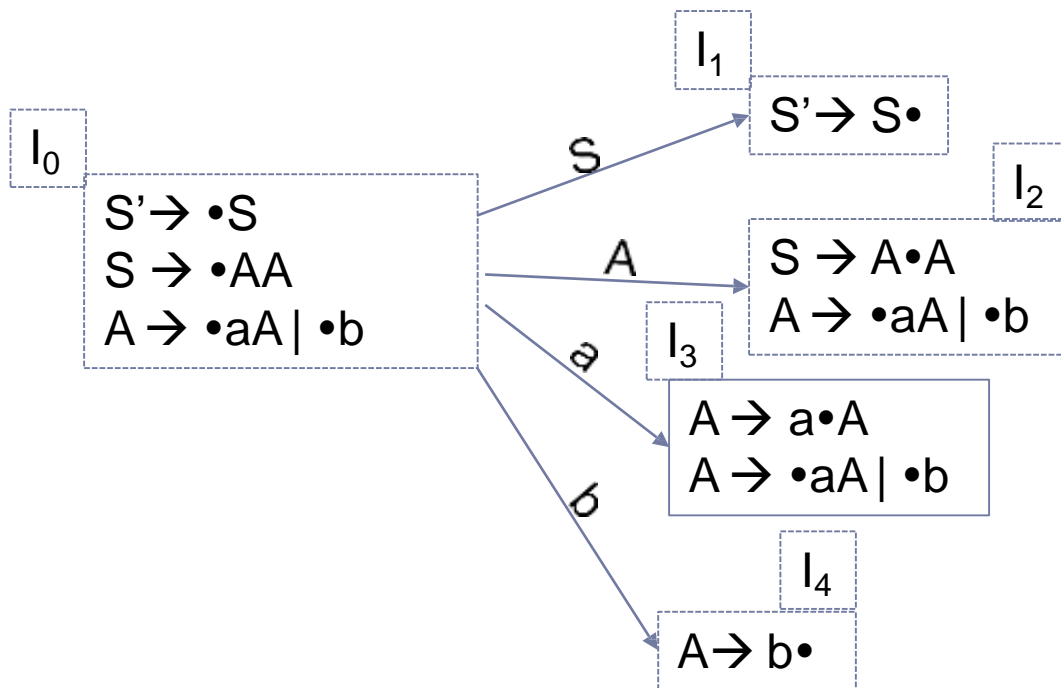 I₀
S'→ •S
S → •AA
A → •aA | •b
S
A
a
b
I₁
S'→ S•
I₂
S → A•A
A → •aA | •b
I₃
A → a•A
A → •aA | •b
I₄
A→ b•